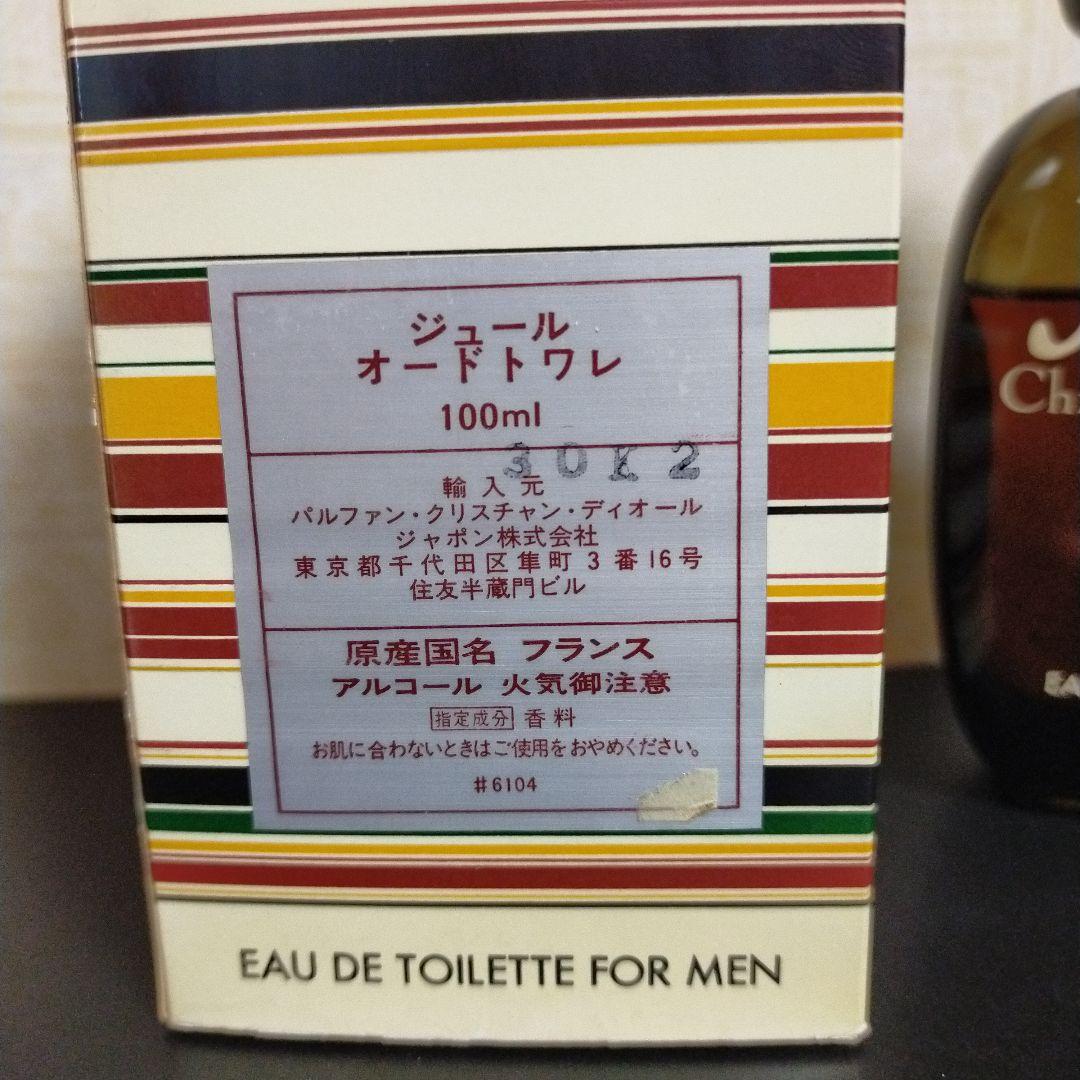 ジュール
オードトワレ
100ml
30K2
輸入元
パルファン・クリスチャン・ディオール
ジャポン株式会社
東京都千代田区隼町3番16号
住友半蔵門ビル
原産国名 フランス
アルコール 火気御注意
指定成分 香料
お肌に合わないときはご使用をおやめください。
#6104
EAU DE TOILETTE FOR MEN
Ch
EA